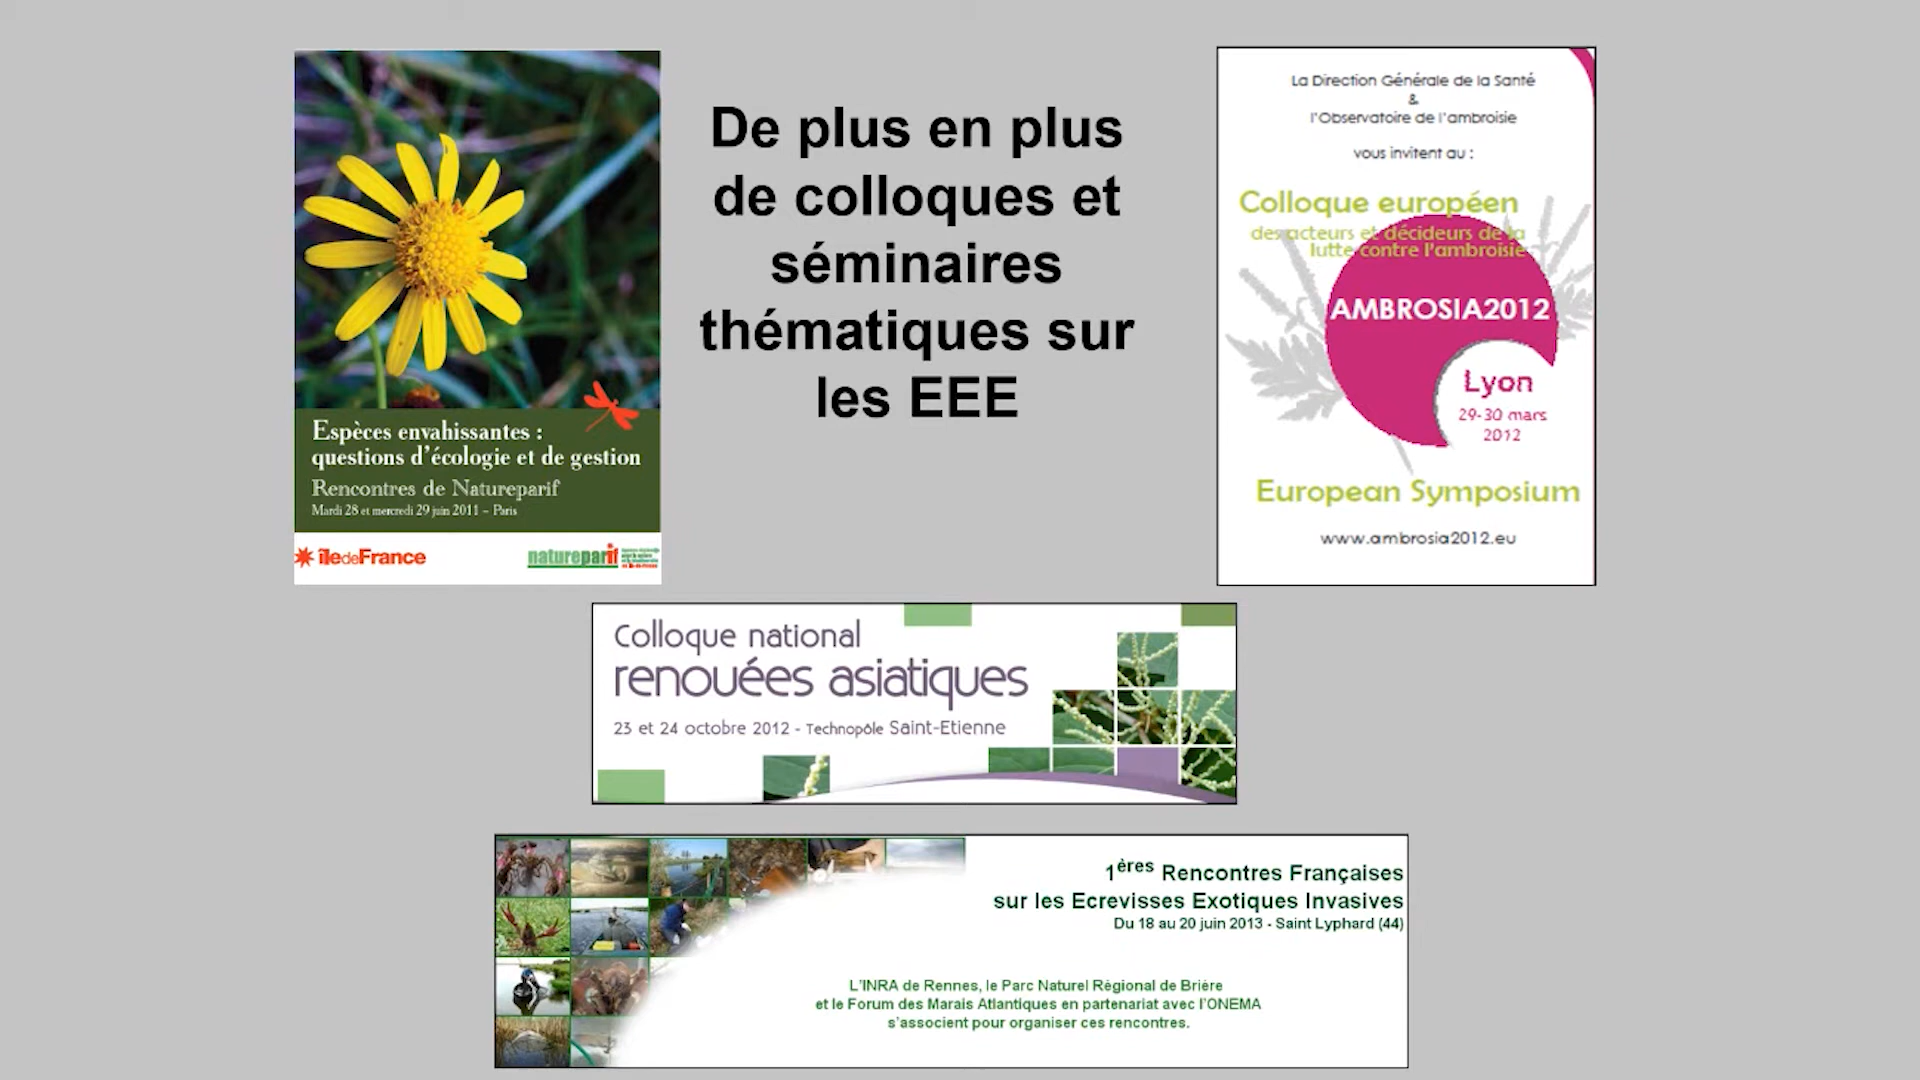 De plus en plus
de colloques et
séminaires
thématiques sur
les EEE
Espèces envahissantes :
questions d'écologie et de gestion
Rencontres de Natureparif
Mardi 28 et mercredi 29 juin 2011 – Paris
îledeFrance
natureparif
La Direction Générale de la Santé
&
l'Observatoire de l'ambroisie
vous invitent au :
Colloque européen
des acteurs et décideurs de la
lutte contre l'ambroisie
AMBROSIA2012
Lyon
29-30 mars
2012
European Symposium
www.ambrosia2012.eu
Colloque national
renouées asiatiques
23 et 24 octobre 2012 - Technopôle Saint-Etienne
1ères Rencontres Françaises
sur les Ecrevisses Exotiques Invasives
Du 18 au 20 juin 2013 - Saint Lyphard (44)
L'INRA de Rennes, le Parc Naturel Régional de Brière
et le Forum des Marais Atlantiques en partenariat avec l'ONEMA
s'associent pour organiser ces rencontres.